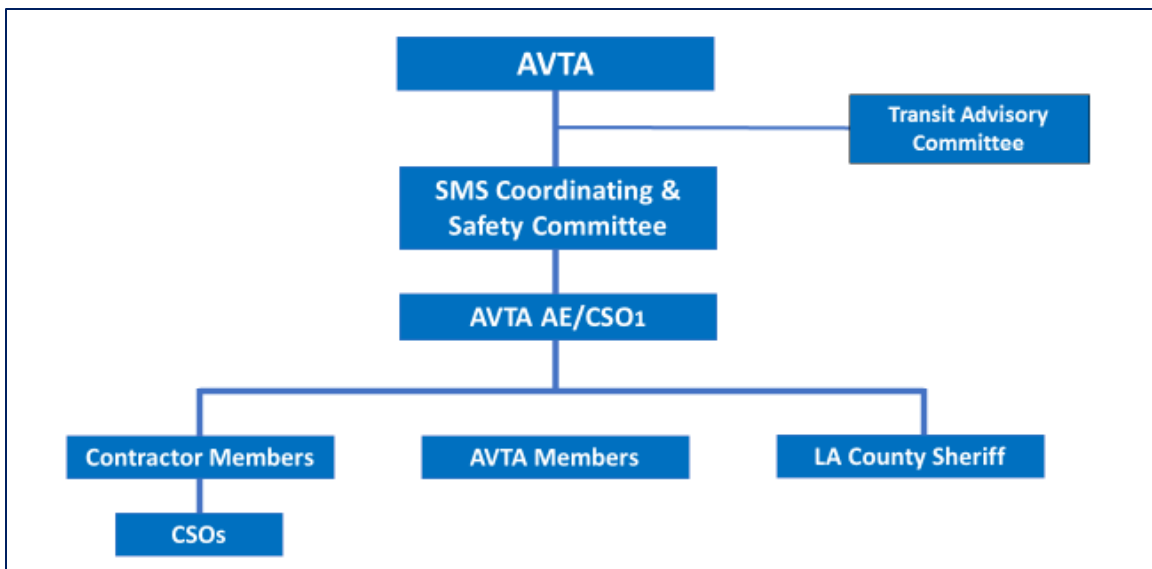 AVTA
Transit Advisory
Committee
SMS Coordinating &
Safety Committee
AVTA AE/CSO1
Contractor Members
AVTA Members
LA County Sheriff
CSOs